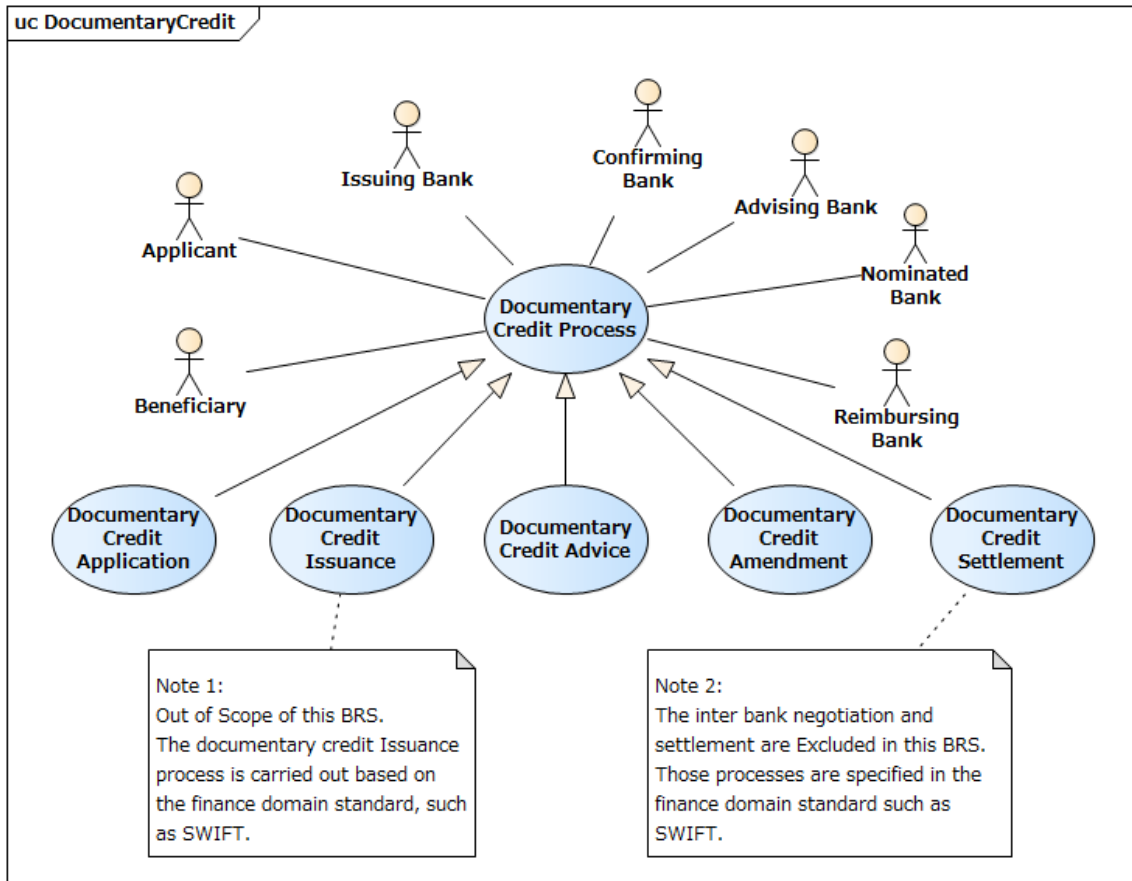 uc DocumentaryCredit
Issuing Bank
Confirming
Bank
Advising Bank
Applicant
Nominated
Bank
Documentary
Credit Process
Beneficiary
Reimbursing
Bank
Documentary
Credit
Application
Documentary
Credit
Issuance
Documentary
Credit Advice
Documentary
Credit
Amendment
Documentary
Credit
Settlement
Note 1:
Out of Scope of this BRS.
The documentary credit Issuance
process is carried out based on
the finance domain standard, such
as SWIFT.
Note 2:
The inter bank negotiation and
settlement are Excluded in this BRS.
Those processes are specified in the
finance domain standard such as
SWIFT.